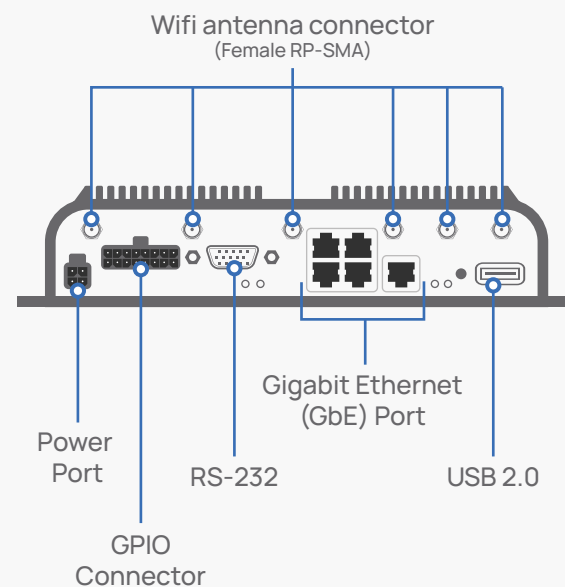 Wifi antenna connector
(Female RP-SMA)
Gigabit Ethernet
(GbE) Port
Power
Port
RS-232
USB 2.0
GPIO
Connector